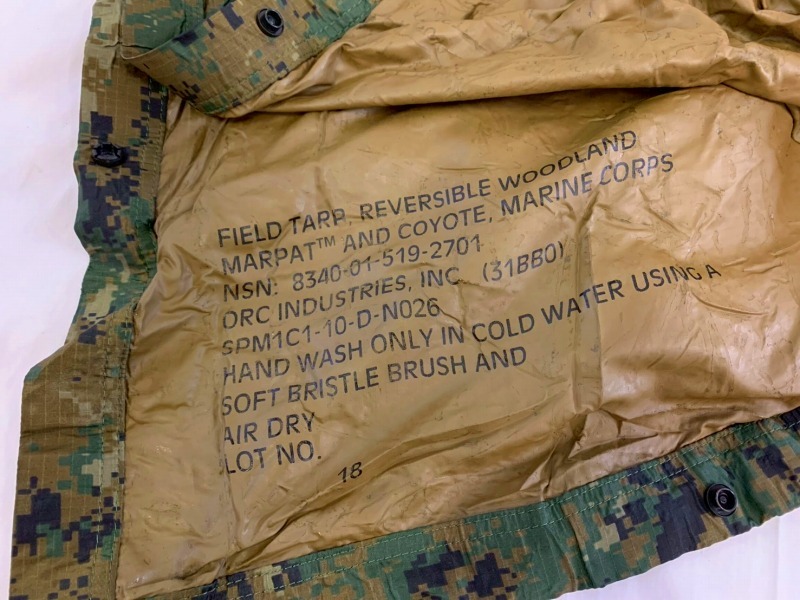 FIELD TARP, REVERSIBLE WOODLAND
MARPAT™ AND COYOTE, MARINE CORPS
NSN: 8340-01-519-2701
ORC INDUSTRIES, INC. (31BB0)
SPM1C1-10-D-N026
HAND WASH ONLY IN COLD WATER USING A
SOFT BRISTLE BRUSH AND
AIR DRY
LOT NO.
18